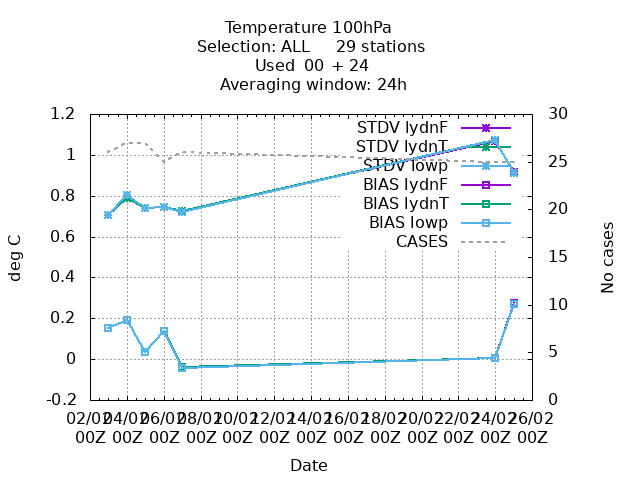 Temperature 100hPa
Selection: ALL     29 stations
Used  00 + 24
Averaging window: 24h
1.2
1
0.8
0.6
0.4
0.2
0
-0.2
deg C
30
25
20
15
10
5
0
No cases
STDV lydnF
STDV lydnT
STDV lowp
BIAS lydnF
BIAS lydnT
BIAS lowp
CASES
02/02 04/02 06/02 08/02 10/02 12/02 14/02 16/02 18/02 20/02 22/02 24/02 26/02
00Z 00Z 00Z 00Z 00Z 00Z 00Z 00Z 00Z 00Z 00Z 00Z 00Z
Date